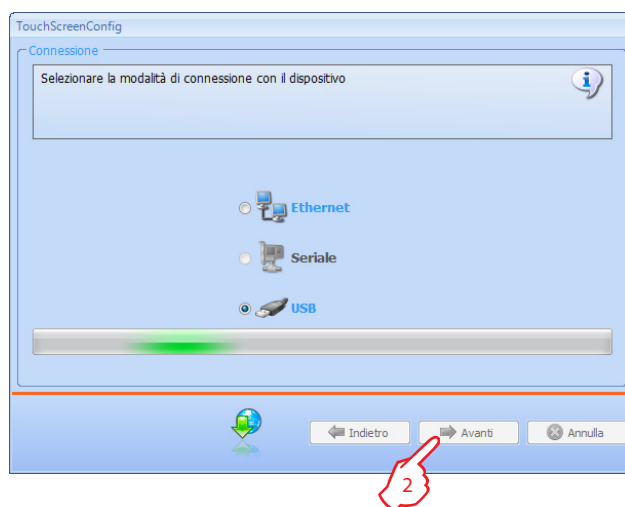 TouchScreenConfig
Connessione
Selezionare la modalità di connessione con il dispositivo
Ethernet
Seriale
USB
Indietro
Avanti
Annulla
2